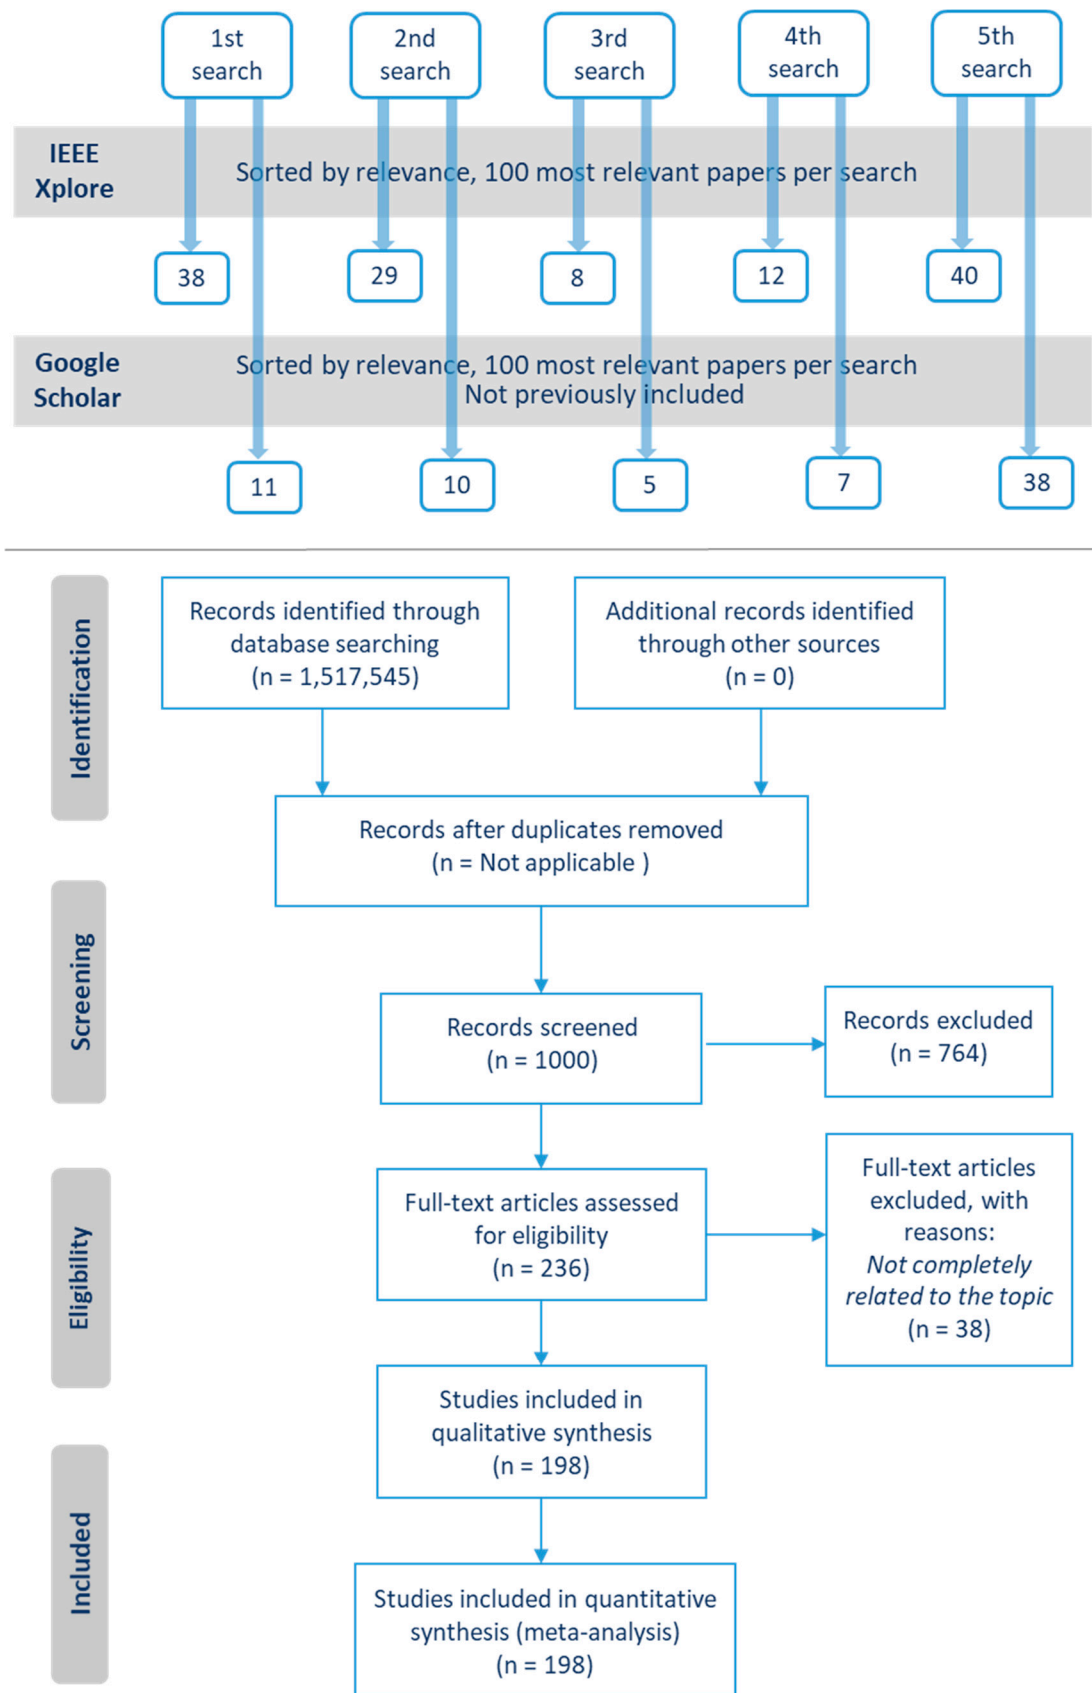 1st
search
2nd
search
3rd
search
4th
search
5th
search
IEEE
Xplore
Sorted by relevance, 100 most relevant papers per search
38
29
8
12
40
Google
Scholar
Sorted by relevance, 100 most relevant papers per search
Not previously included
11
10
5
7
38
Identification
Records identified through
database searching
(n = 1,517,545)
Additional records identified
through other sources
(n = 0)
Records after duplicates removed
(n = Not applicable )
Screening
Records screened
(n = 1000)
Records excluded
(n = 764)
Eligibility
Full-text articles assessed
for eligibility
(n = 236)
Full-text articles
excluded, with
reasons:
Not completely
related to the topic
(n = 38)
Studies included in
qualitative synthesis
(n = 198)
Included
Studies included in quantitative
synthesis (meta-analysis)
(n = 198)